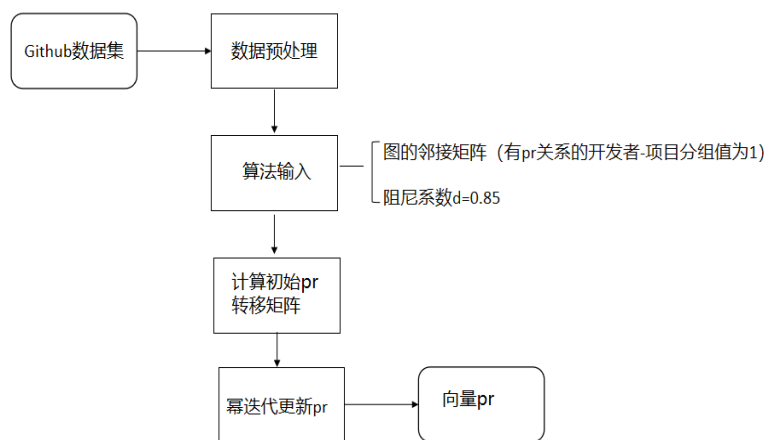 Github数据集
数据预处理
算法输入
图的邻接矩阵（有pr关系的开发者-项目分组值为1）
阻尼系数d=0.85
计算初始pr
转移矩阵
幂迭代更新pr
向量pr